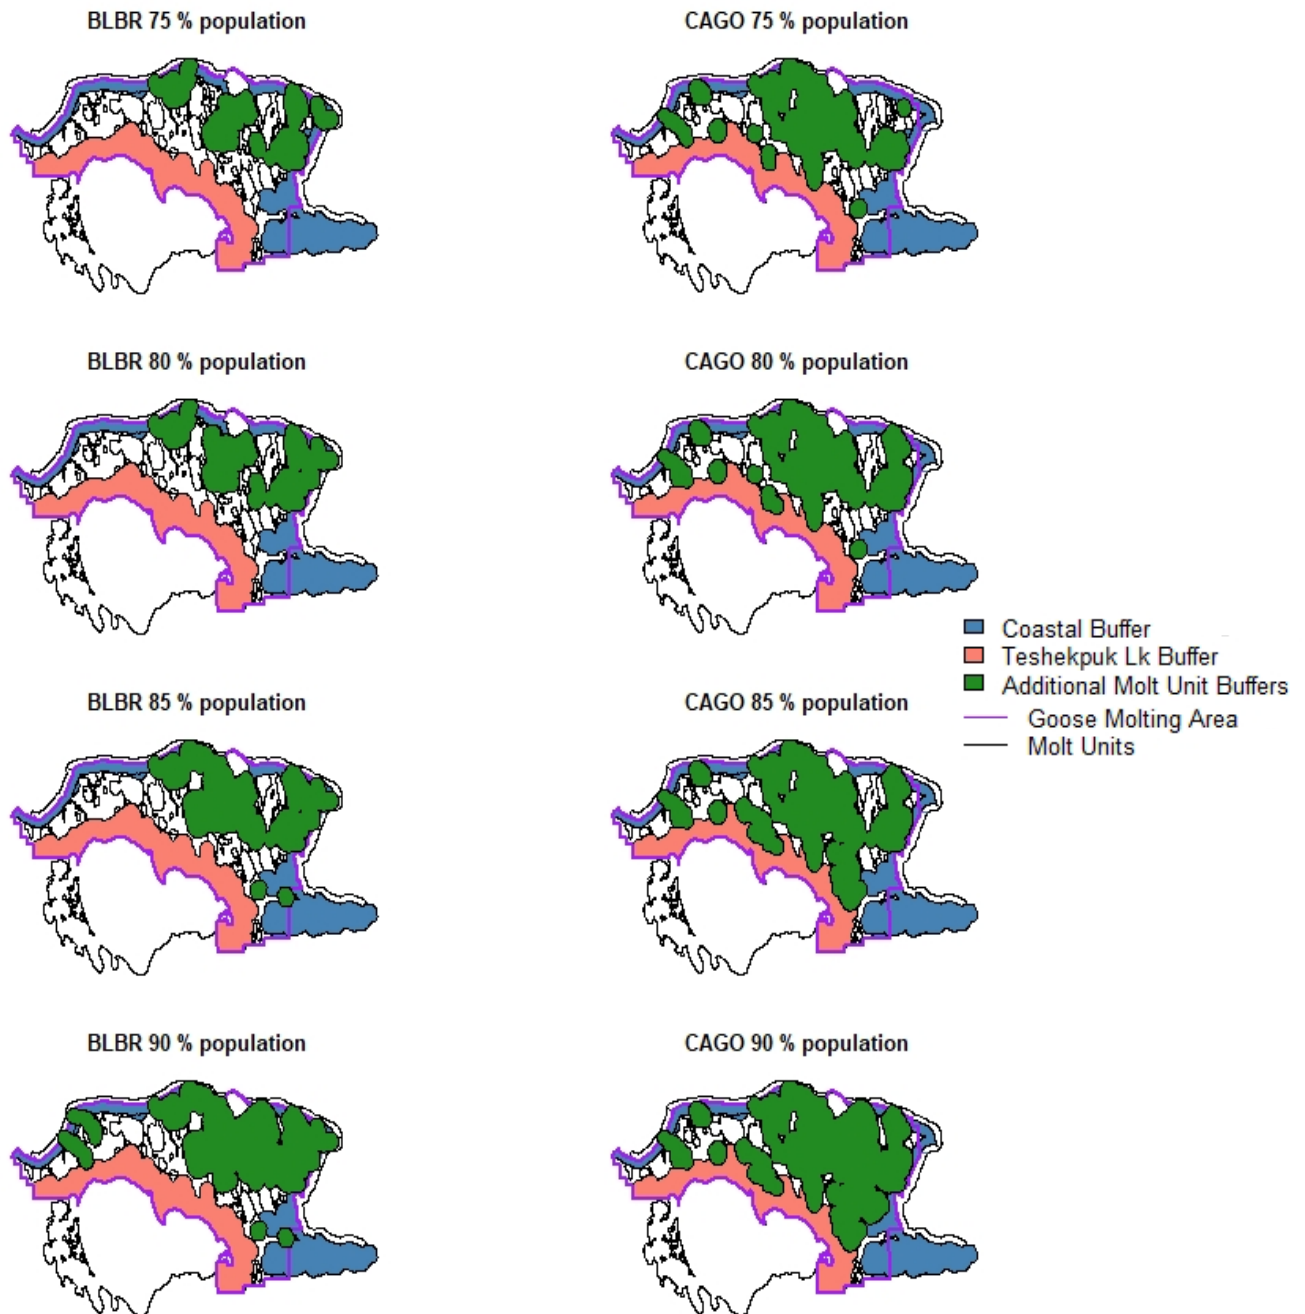 BLBR 75 % population
CAGO 75 % population
BLBR 80 % population
CAGO 80 % population
Coastal Buffer
Teshekpuk Lk Buffer
Additional Molt Unit Buffers
Goose Molting Area
Molt Units
BLBR 85 % population
CAGO 85 % population
BLBR 90 % population
CAGO 90 % population